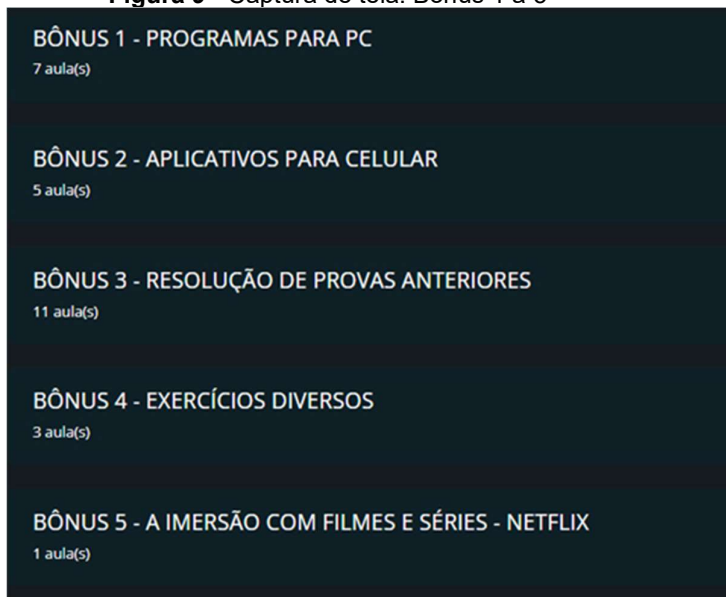 BÔNUS 1 - PROGRAMAS PARA PC
7 aula(s)
BÔNUS 2 - APLICATIVOS PARA CELULAR
5 aula(s)
BÔNUS 3 - RESOLUÇÃO DE PROVAS ANTERIORES
11 aula(s)
BÔNUS 4 - EXERCÍCIOS DIVERSOS
3 aula(s)
BÔNUS 5 - A IMERSÃO COM FILMES E SÉRIES - NETFLIX
1 aula(s)